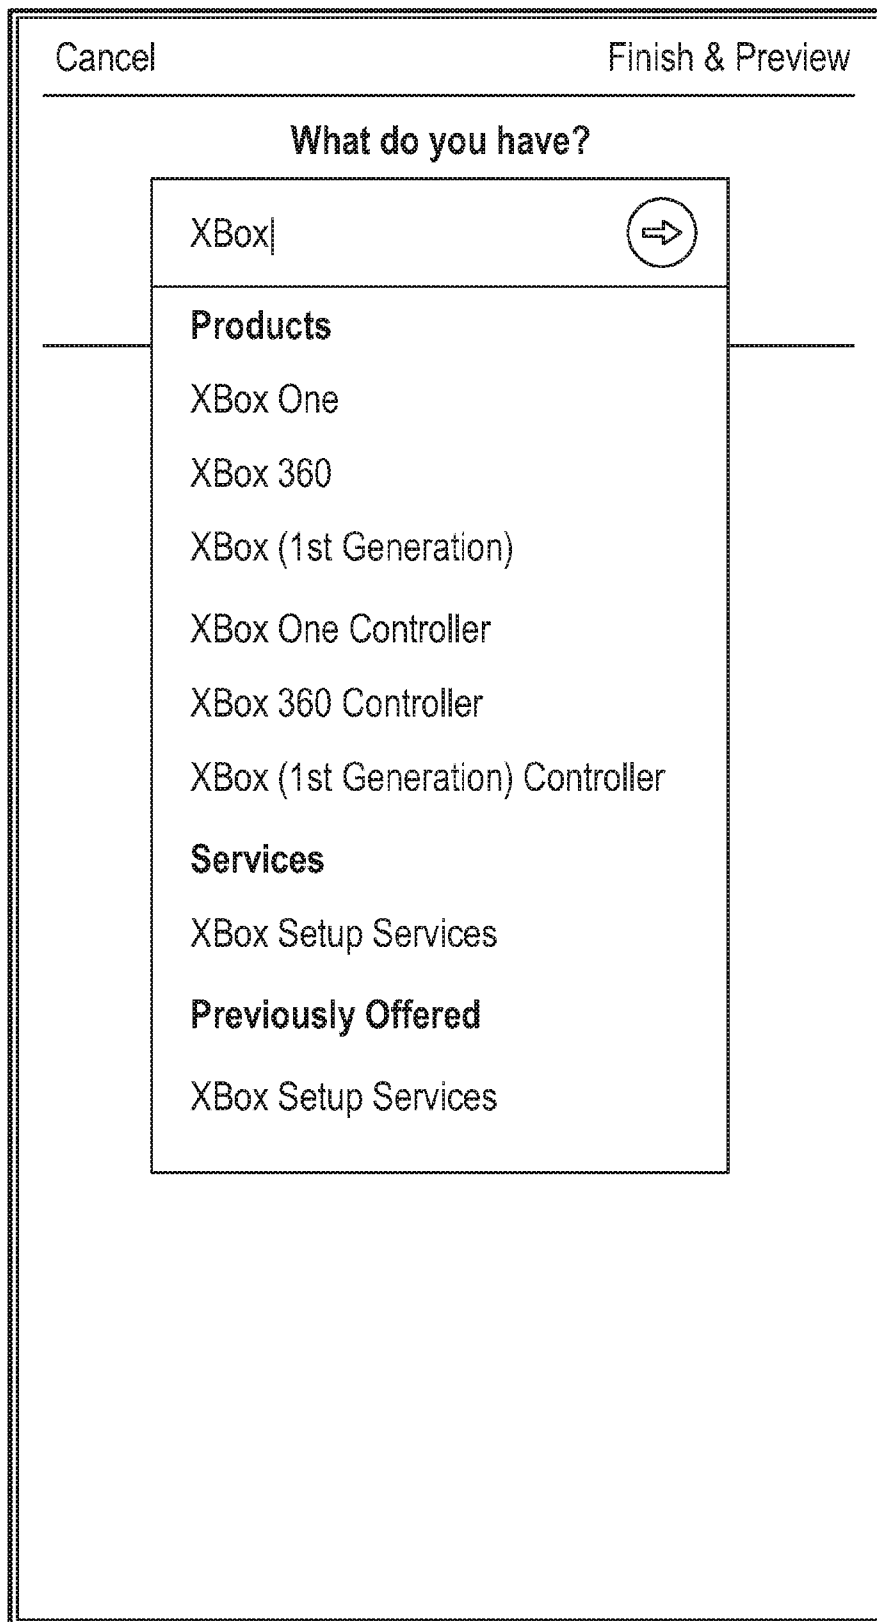 Cancel Finish & Preview
What do you have?
XBox
Products
XBox One
XBox 360
XBox (1st Generation)
XBox One Controller
XBox 360 Controller
XBox (1st Generation) Controller
Services
XBox Setup Services
Previously Offered
XBox Setup Services